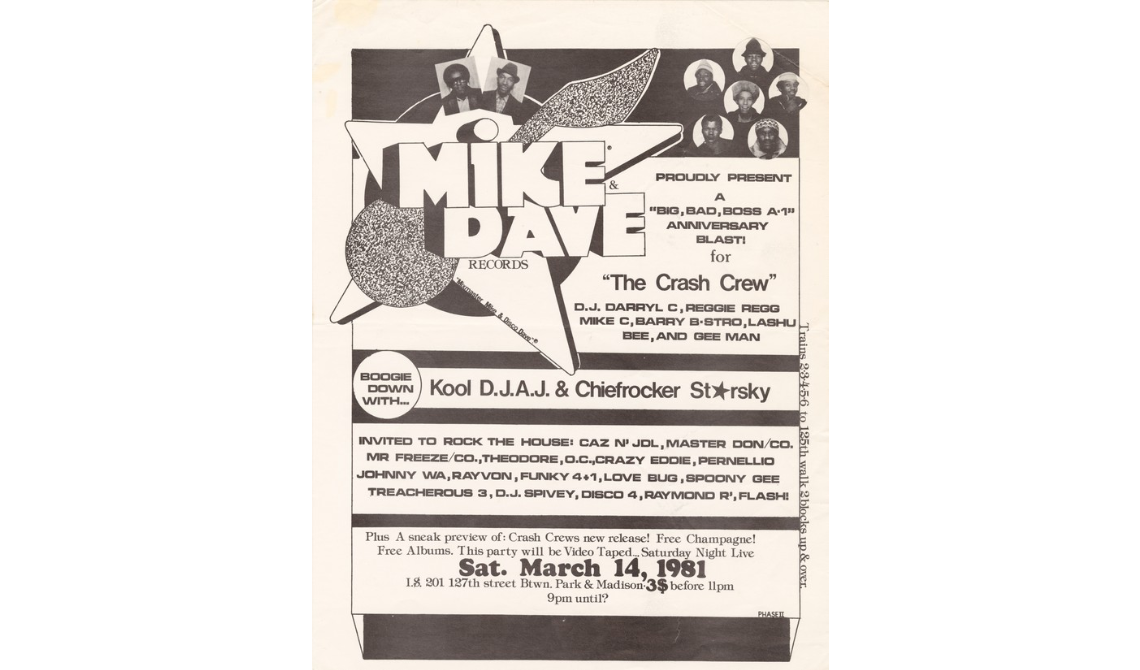 MiKE
&
DAVE
RECORDS
"Mixmaster Mike & Disco Dave"®
PROUDLY PRESENT
A
"BIG, BAD, BOSS A·1"
ANNIVERSARY
BLAST!
for
"The Crash Crew"
D.J. DARRYL C, REGGIE REGG
MIKE C, BARRY B·STRO, LASHU
BEE, AND GEE MAN
BOOGIE
DOWN
WITH...
Kool D.J.A.J. & Chiefrocker St★rsky
INVITED TO ROCK THE HOUSE: CAZ N' JDL, MASTER DON/CO.
MR FREEZE/CO., THEODORE, O.C., CRAZY EDDIE, PERNELLIO
JOHNNY WA, RAYVON, FUNKY 4+1, LOVE BUG, SPOONY GEE
TREACHEROUS 3, D.J. SPIVEY, DISCO 4, RAYMOND R', FLASH!
Plus A sneak preview of: Crash Crews new release! Free Champagne!
Free Albums. This party will be Video Taped... Saturday Night Live
Sat. March 14, 1981
I.S. 201 127th street Btwn. Park & Madison 3$ before 11pm
9pm until?
PHASE II
Trains 2·3·4·5·6 to 125th walk 2 blocks up & over.